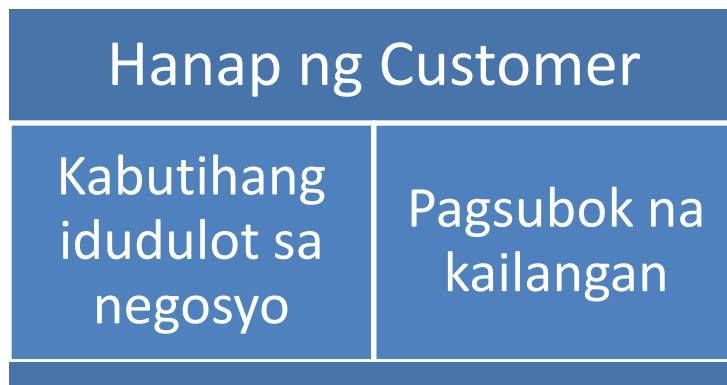 Hanap ng Customer
Kabutihang
idudulot sa
negosyo
Pagsubok na
kailangan